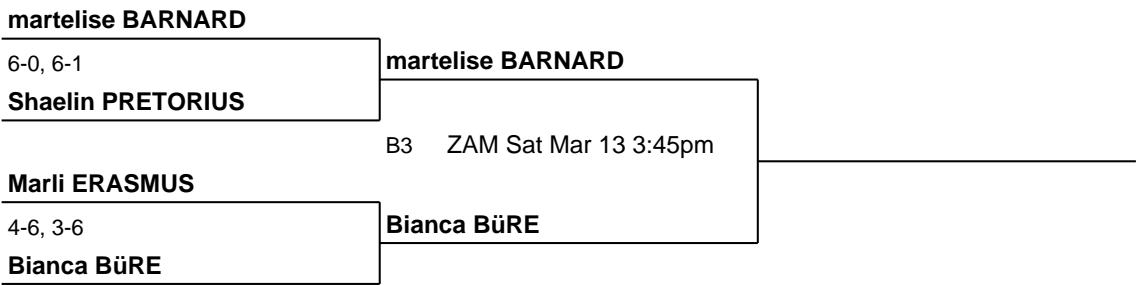 martelise BARNARD
6-0, 6-1
martelise BARNARD
Shaelin PRETORIUS
B3 ZAM Sat Mar 13 3:45pm
Marli ERASMUS
4-6, 3-6
Bianca BüRE
Bianca BüRE